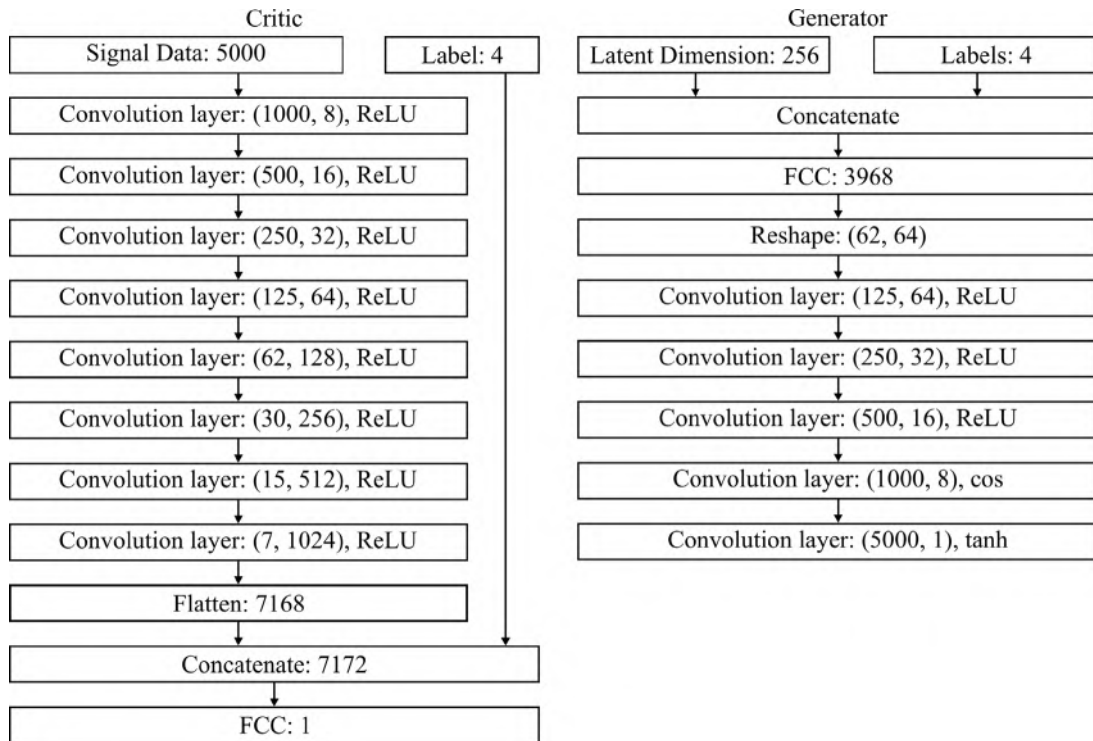 Critic
Signal Data: 5000
Label: 4
Convolution layer: (1000, 8), ReLU
Convolution layer: (500, 16), ReLU
Convolution layer: (250, 32), ReLU
Convolution layer: (125, 64), ReLU
Convolution layer: (62, 128), ReLU
Convolution layer: (30, 256), ReLU
Convolution layer: (15, 512), ReLU
Convolution layer: (7, 1024), ReLU
Flatten: 7168
Concatenate: 7172
FCC: 1
Generator
Latent Dimension: 256
Labels: 4
Concatenate
FCC: 3968
Reshape: (62, 64)
Convolution layer: (125, 64), ReLU
Convolution layer: (250, 32), ReLU
Convolution layer: (500, 16), ReLU
Convolution layer: (1000, 8), cos
Convolution layer: (5000, 1), tanh